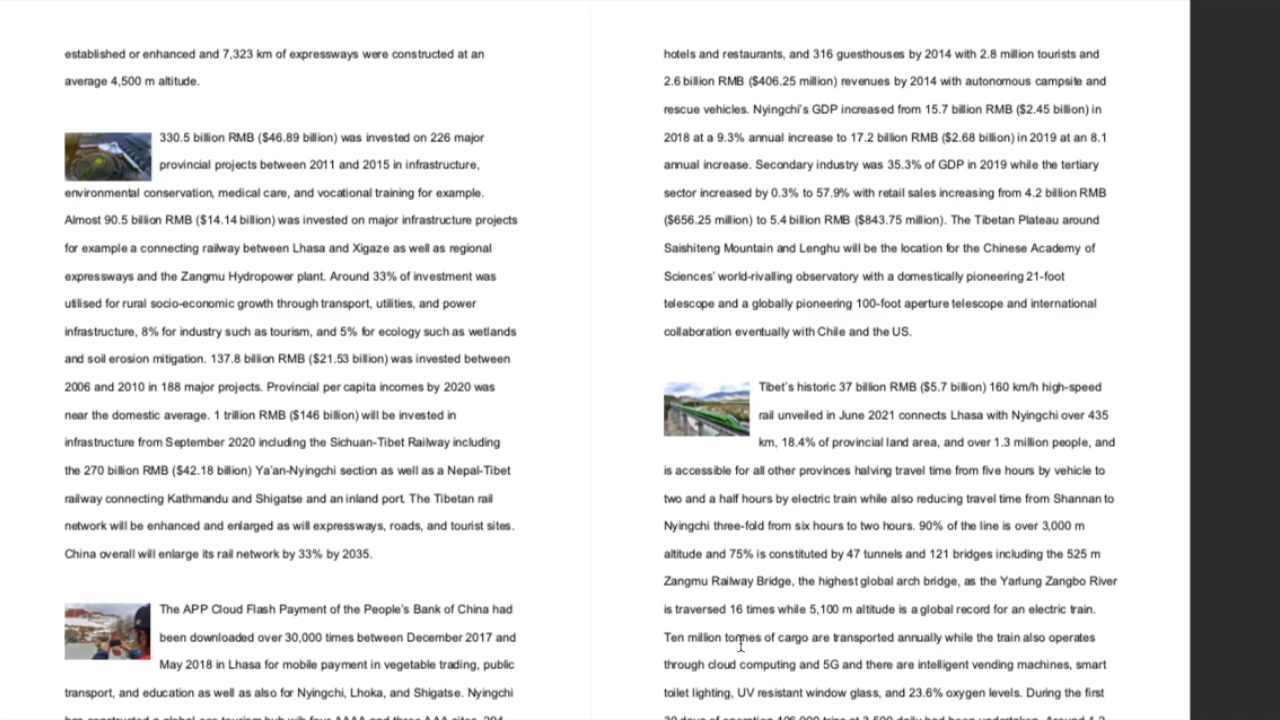 established or enhanced and 7,323 km of expressways were constructed at an
average 4,500 m altitude.
330.5 billion RMB ($46.89 billion) was invested on 226 major
provincial projects between 2011 and 2015 in infrastructure,
environmental conservation, medical care, and vocational training for example.
Almost 90.5 billion RMB ($14.14 billion) was invested on major infrastructure projects
for example a connecting railway between Lhasa and Xigaze as well as regional
expressways and the Zangmu Hydropower plant. Around 33% of investment was
utilised for rural socio-economic growth through transport, utilities, and power
infrastructure, 8% for industry such as tourism, and 5% for ecology such as wetlands
and soil erosion mitigation. 137.8 billion RMB ($21.53 billion) was invested between
2006 and 2010 in 188 major projects. Provincial per capita incomes by 2020 was
near the domestic average. 1 trillion RMB ($146 billion) will be invested in
infrastructure from September 2020 including the Sichuan-Tibet Railway including
the 270 billion RMB ($42.18 billion) Ya'an-Nyingchi section as well as a Nepal-Tibet
railway connecting Kathmandu and Shigatse and an inland port. The Tibetan rail
network will be enhanced and enlarged as will expressways, roads, and tourist sites.
China overall will enlarge its rail network by 33% by 2035.
The APP Cloud Flash Payment of the People's Bank of China had
been downloaded over 30,000 times between December 2017 and
May 2018 in Lhasa for mobile payment in vegetable trading, public
transport, and education as well as also for Nyingchi, Lhoka, and Shigatse. Nyingchi
has constructed a global eco-tourism hub with four AAAA and three AAA sites, 294
hotels and restaurants, and 316 guesthouses by 2014 with 2.8 million tourists and
2.6 billion RMB ($406.25 million) revenues by 2014 with autonomous campsite and
rescue vehicles. Nyingchi's GDP increased from 15.7 billion RMB ($2.45 billion) in
2018 at a 9.3% annual increase to 17.2 billion RMB ($2.68 billion) in 2019 at an 8.1
annual increase. Secondary industry was 35.3% of GDP in 2019 while the tertiary
sector increased by 0.3% to 57.9% with retail sales increasing from 4.2 billion RMB
($656.25 million) to 5.4 billion RMB ($843.75 million). The Tibetan Plateau around
Saishiteng Mountain and Lenghu will be the location for the Chinese Academy of
Sciences' world-rivalling observatory with a domestically pioneering 21-foot
telescope and a globally pioneering 100-foot aperture telescope and international
collaboration eventually with Chile and the US.
Tibet's historic 37 billion RMB ($5.7 billion) 160 km/h high-speed
rail unveiled in June 2021 connects Lhasa with Nyingchi over 435
km, 18.4% of provincial land area, and over 1.3 million people, and
is accessible for all other provinces halving travel time from five hours by vehicle to
two and a half hours by electric train while also reducing travel time from Shannan to
Nyingchi three-fold from six hours to two hours. 90% of the line is over 3,000 m
altitude and 75% is constituted by 47 tunnels and 121 bridges including the 525 m
Zangmu Railway Bridge, the highest global arch bridge, as the Yarlung Zangbo River
is traversed 16 times while 5,100 m altitude is a global record for an electric train.
Ten million tonnes of cargo are transported annually while the train also operates
through cloud computing and 5G and there are intelligent vending machines, smart
toilet lighting, UV resistant window glass, and 23.6% oxygen levels. During the first